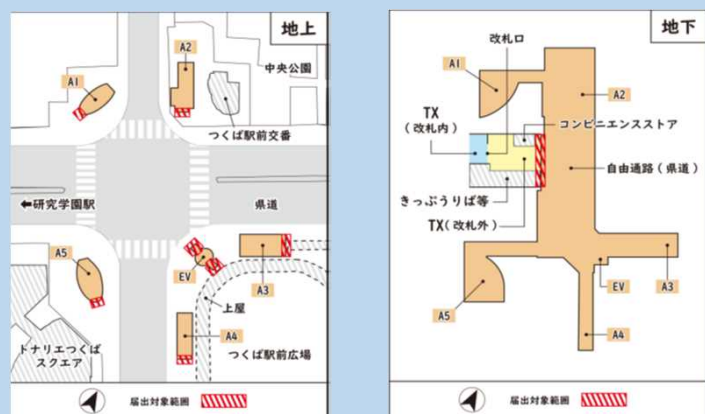 地上
A1
A2
中央公園
つくば駅前交番
←研究学園駅
県道
A5
EV
A3
上屋
A4
トナリエつくば
スクエア
つくば駅前広場
届出対象範囲
地下
改札口
A1
A2
TX
(改札内)
コンビニエンスストア
自由通路(県道)
きっぷうりば等
TX(改札外)
EV
A3
A5
A4
届出対象範囲